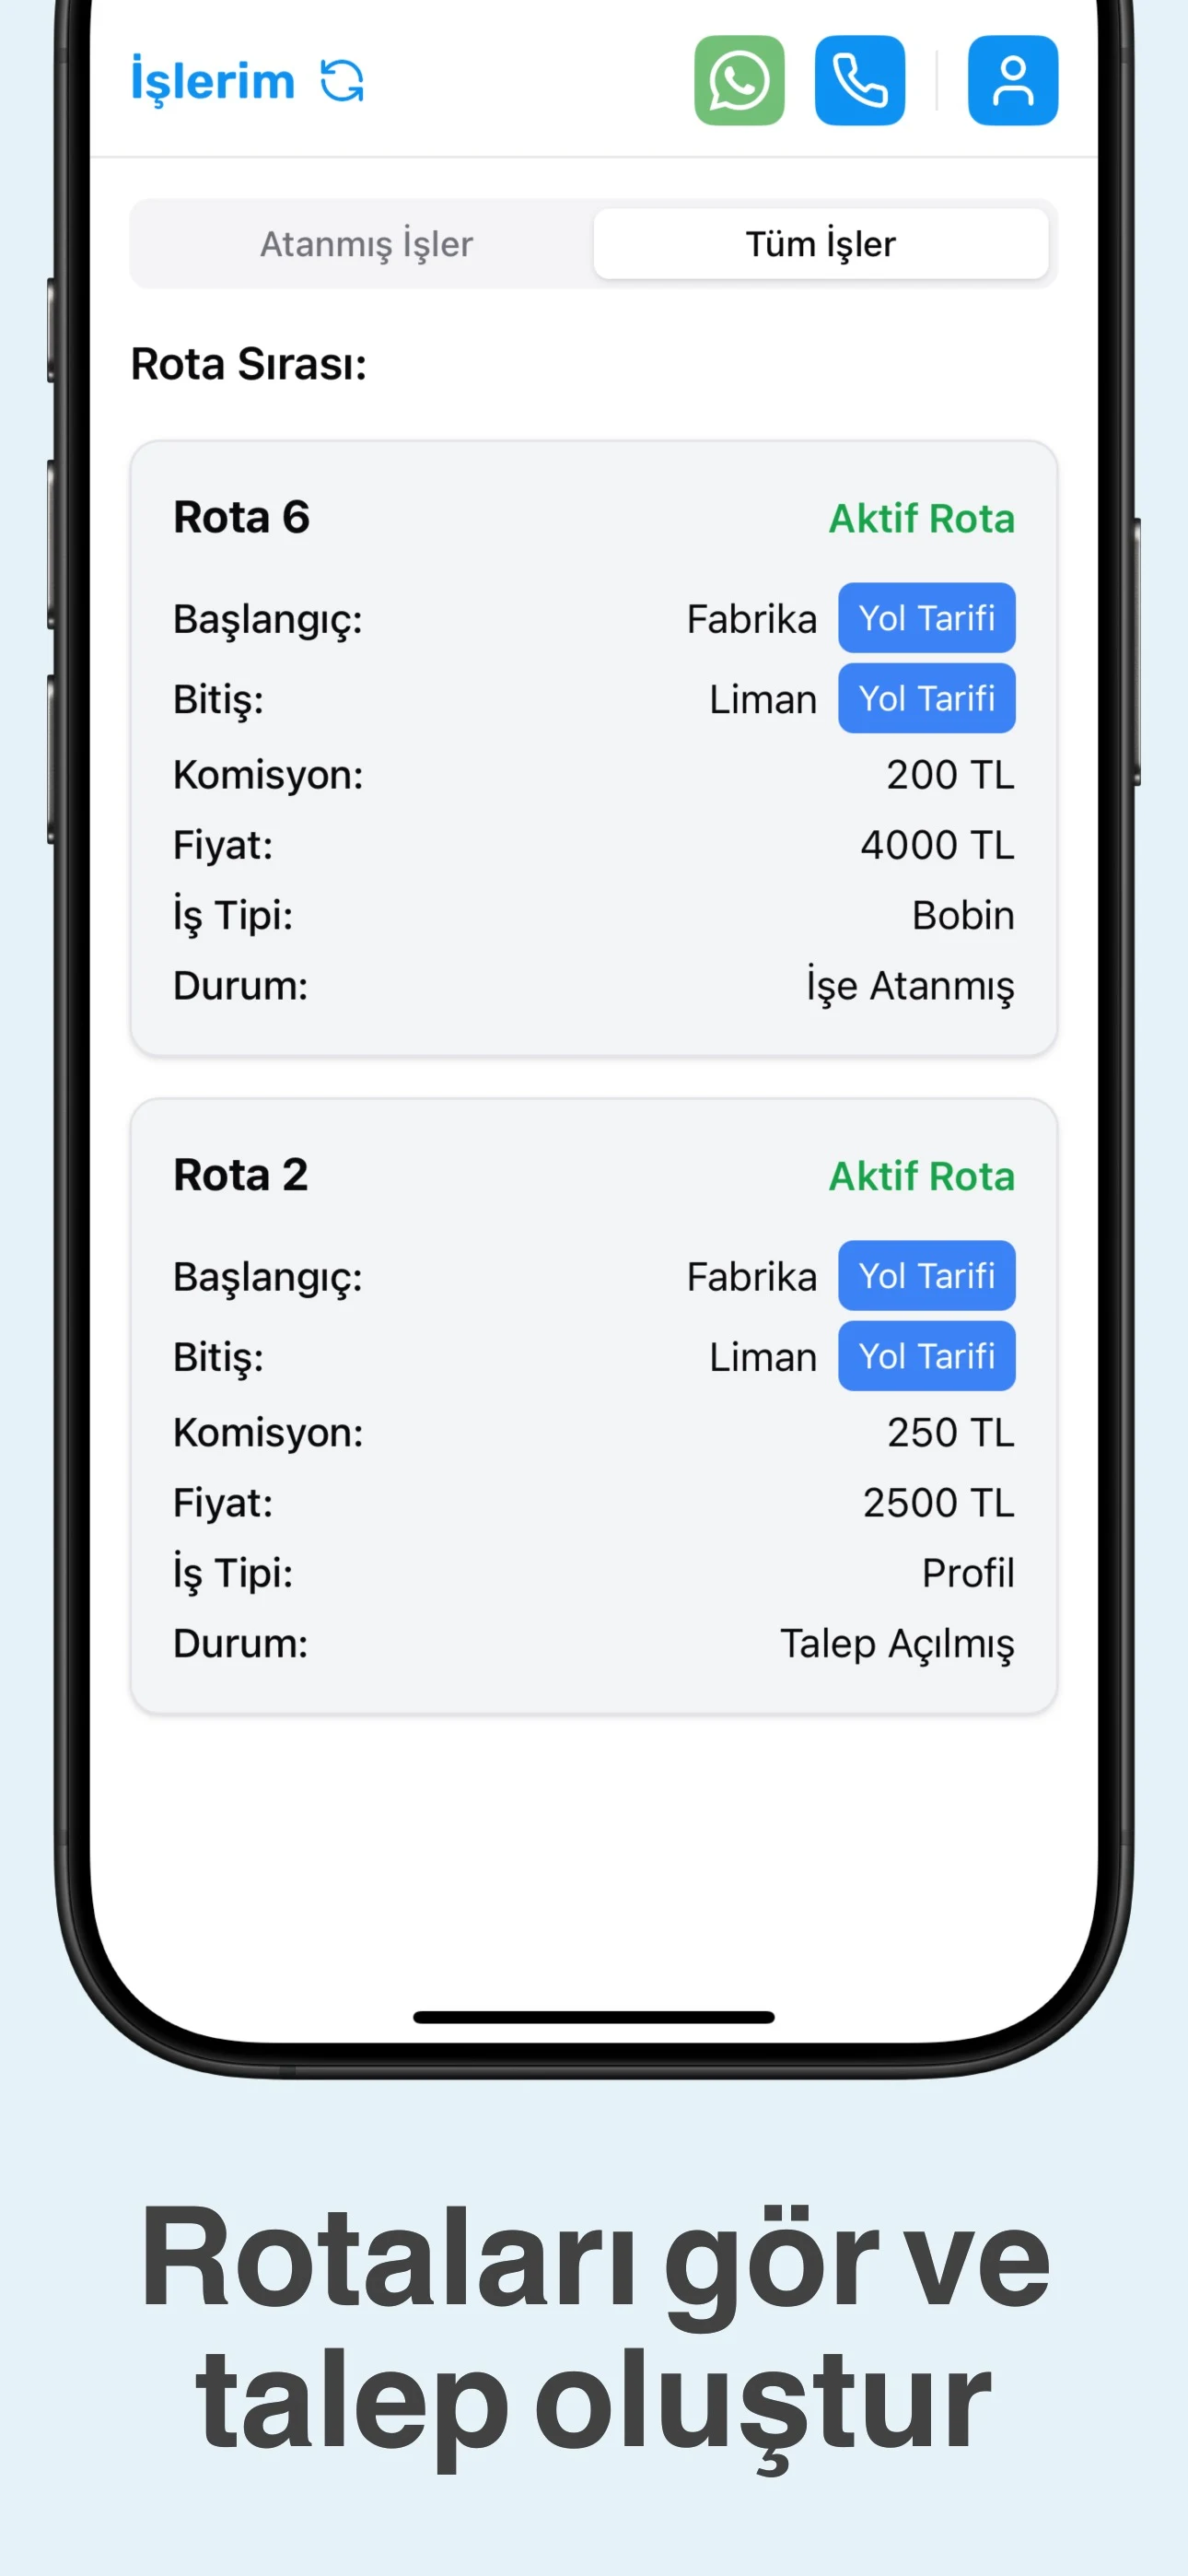 İşlerim
Atanmış İşler Tüm İşler
Rota Sırası:
Rota 6 Aktif Rota
Başlangıç: Fabrika Yol Tarifi
Bitiş: Liman Yol Tarifi
Komisyon: 200 TL
Fiyat: 4000 TL
İş Tipi: Bobin
Durum: İşe Atanmış
Rota 2 Aktif Rota
Başlangıç: Fabrika Yol Tarifi
Bitiş: Liman Yol Tarifi
Komisyon: 250 TL
Fiyat: 2500 TL
İş Tipi: Profil
Durum: Talep Açılmış
Rotaları gör ve
talep oluştur